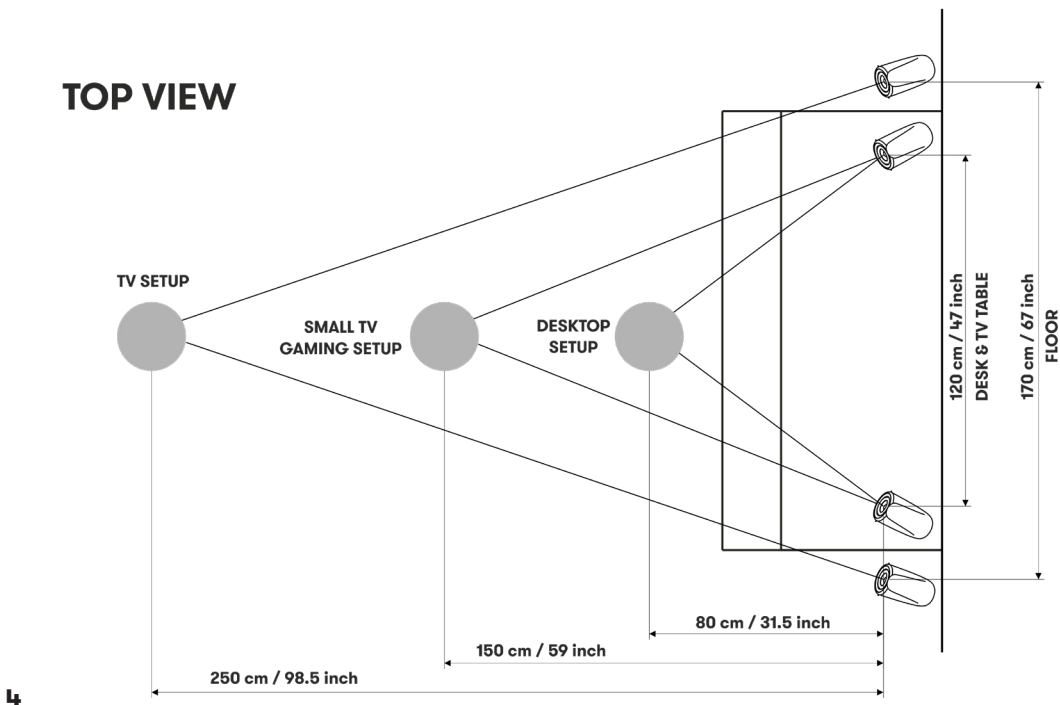 TOP VIEW
TV SETUP
SMALL TV
GAMING SETUP
DESKTOP
SETUP
120 cm / 47 inch
DESK & TV TABLE
170 cm / 67 inch
FLOOR
80 cm / 31.5 inch
150 cm / 59 inch
250 cm / 98.5 inch
4